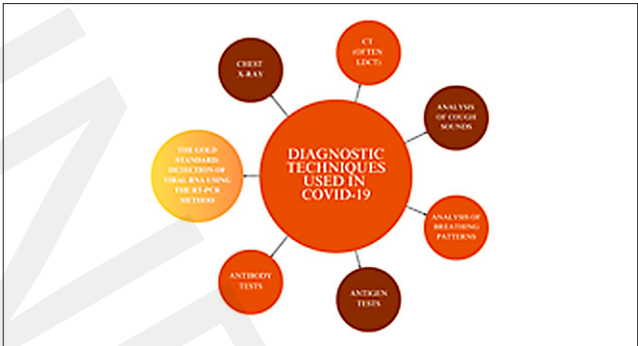 DIAGNOSTIC
TECHNIQUES
USED IN
COVID-19
CT
(OFTEN
LDCT)
ANALYSIS
OF COUGH
SOUNDS
ANALYSIS OF
BREATHING
PATTERNS
ANTIGEN
TESTS
ANTIBODY
TESTS
THE GOLD
STANDARD
DETECTION OF
VIRAL RNA USING
THE RT-PCR
METHOD
CHEST
X-RAY